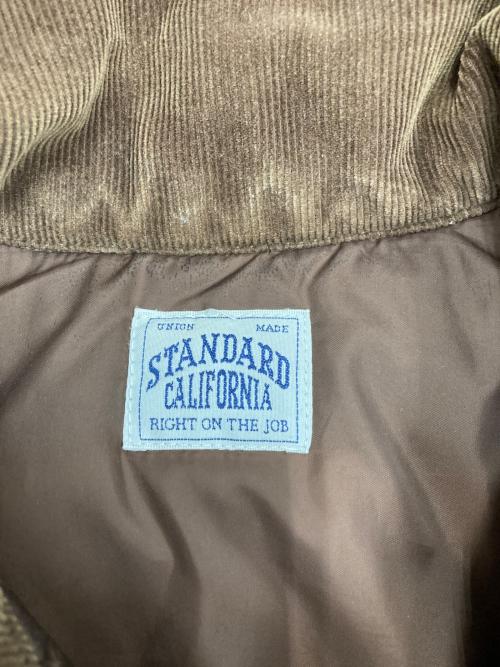 UNION MADE
STANDARD
CALIFORNIA
RIGHT ON THE JOB